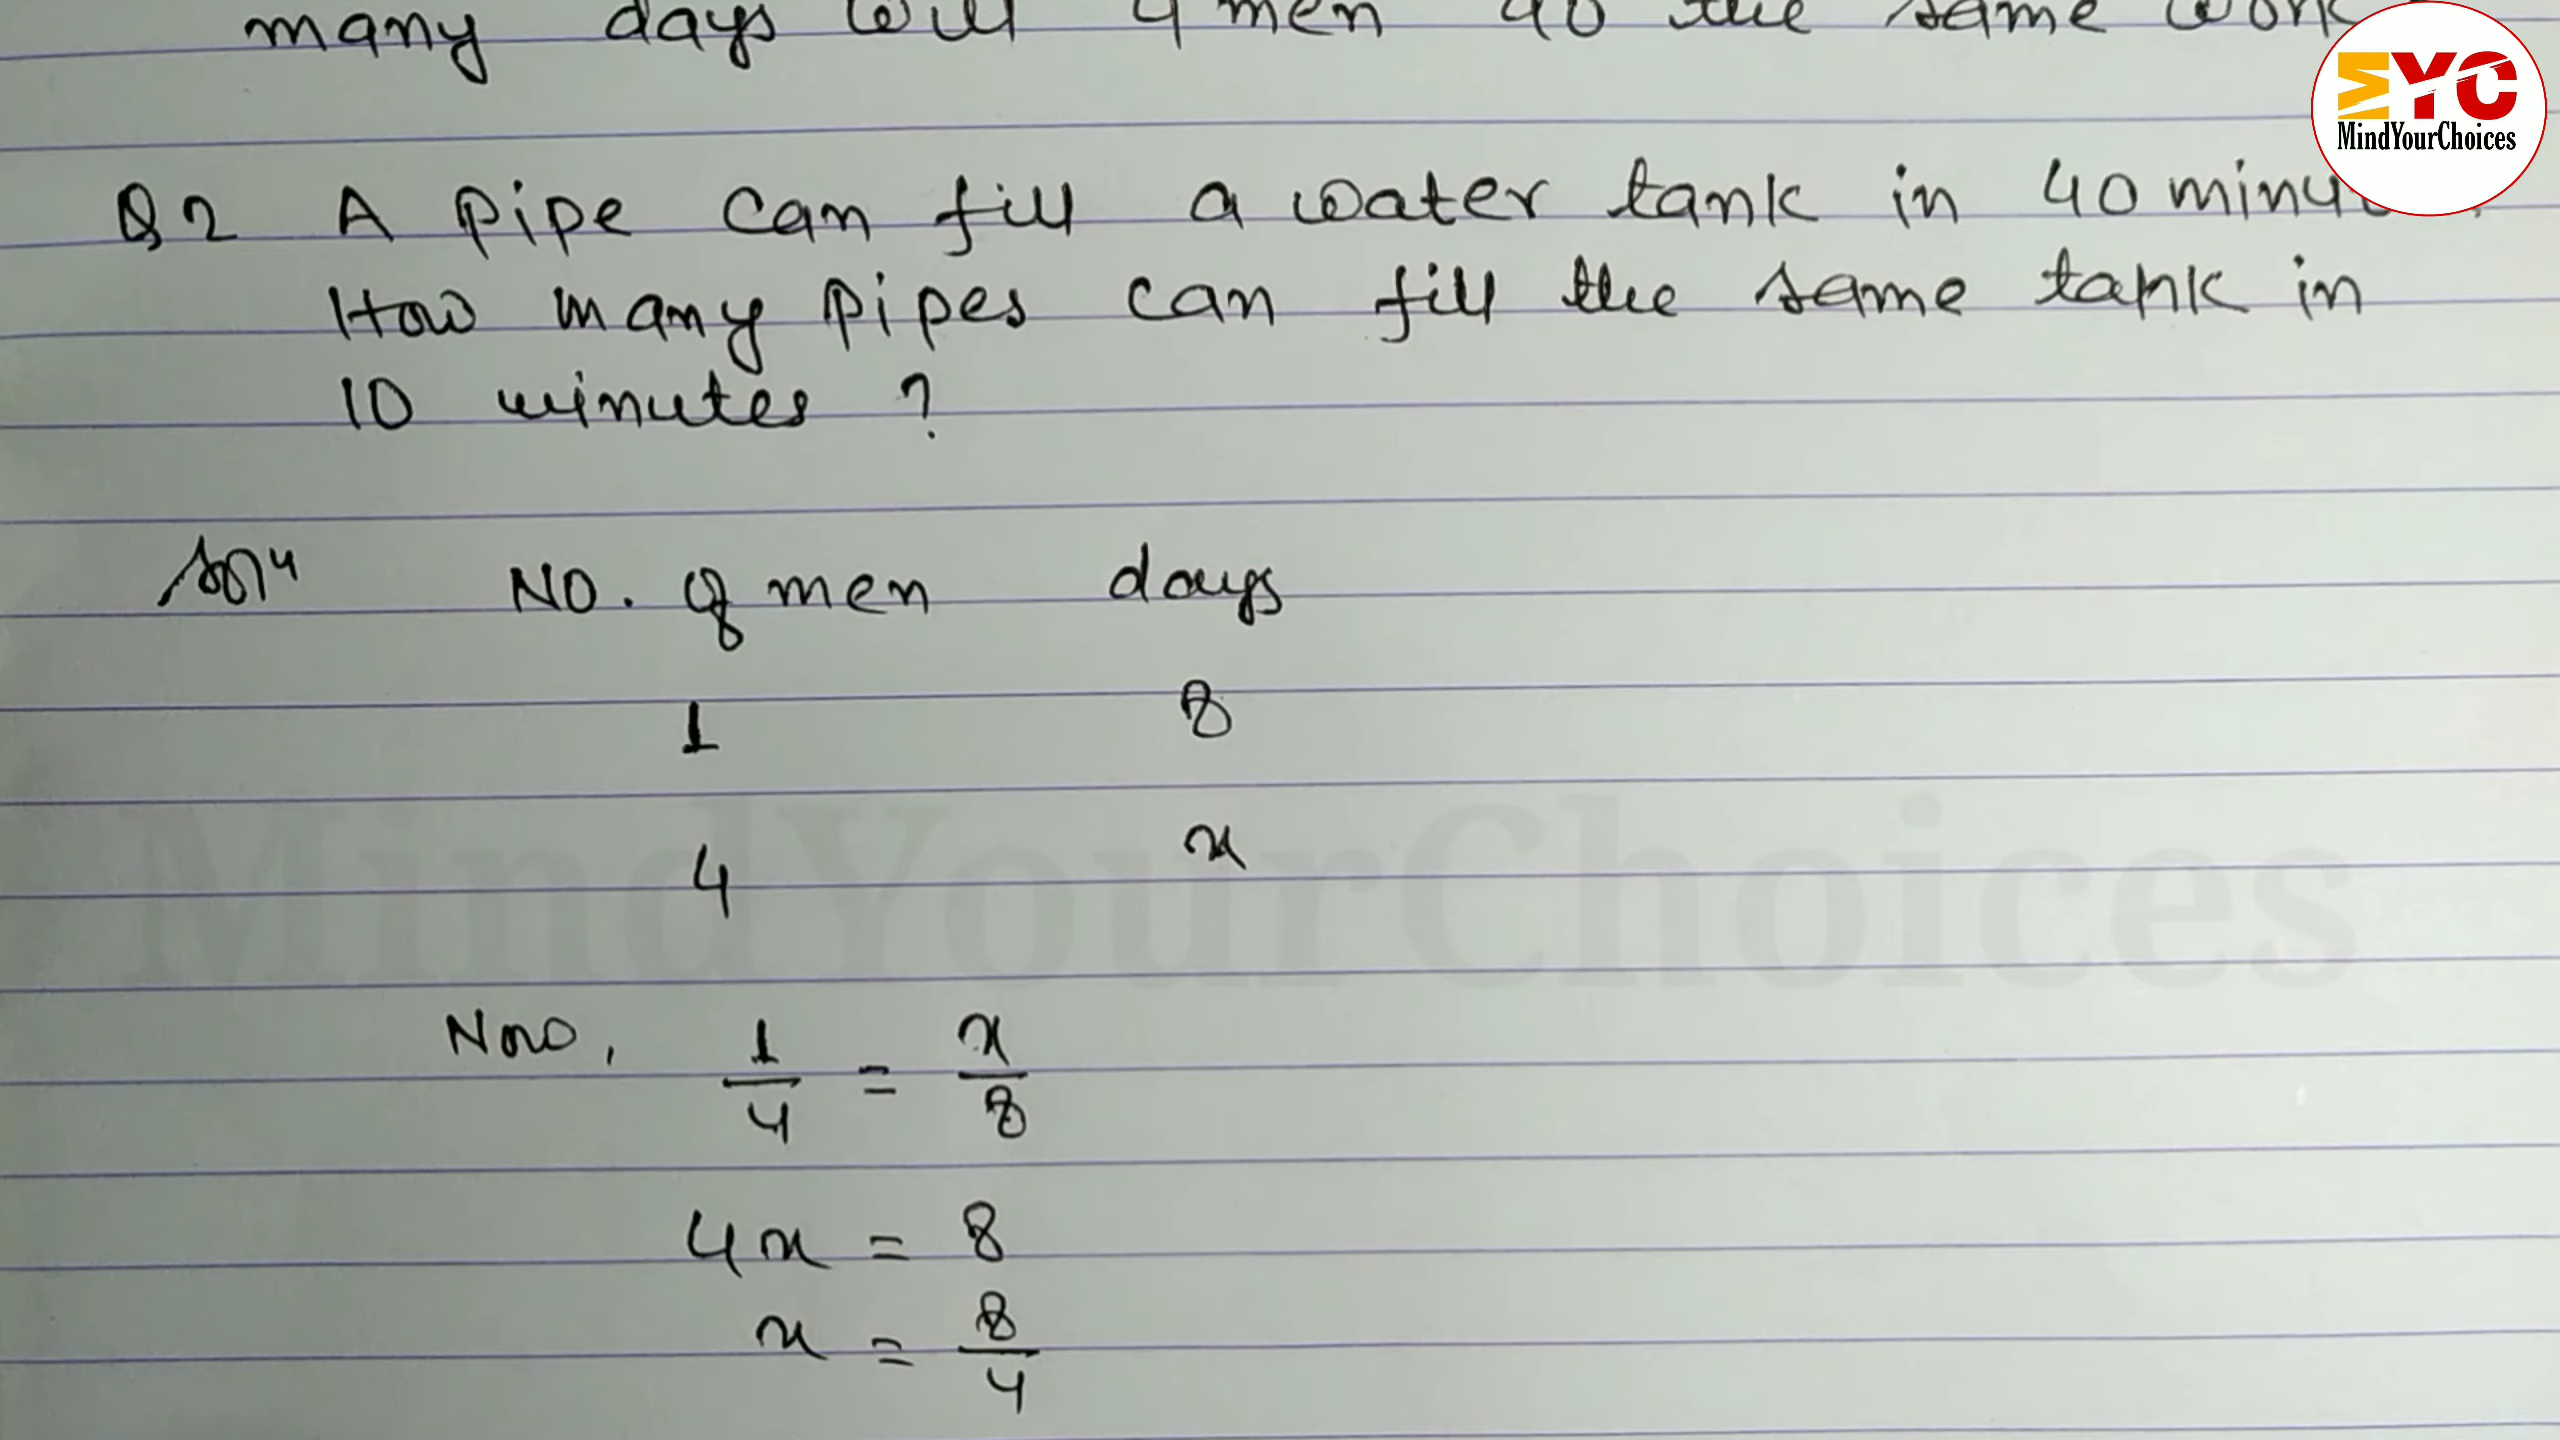 many days will 4 men do the same work
MYC
MindYourChoices
Q2 A pipe can fill a water tank in 40
How many pipes can fill the same tank in
10 minutes ?
Solⁿ No. of men days
1 8
4 x
MindYourChoices
Now, 1/4 = x/8
4x = 8
x = 8/4